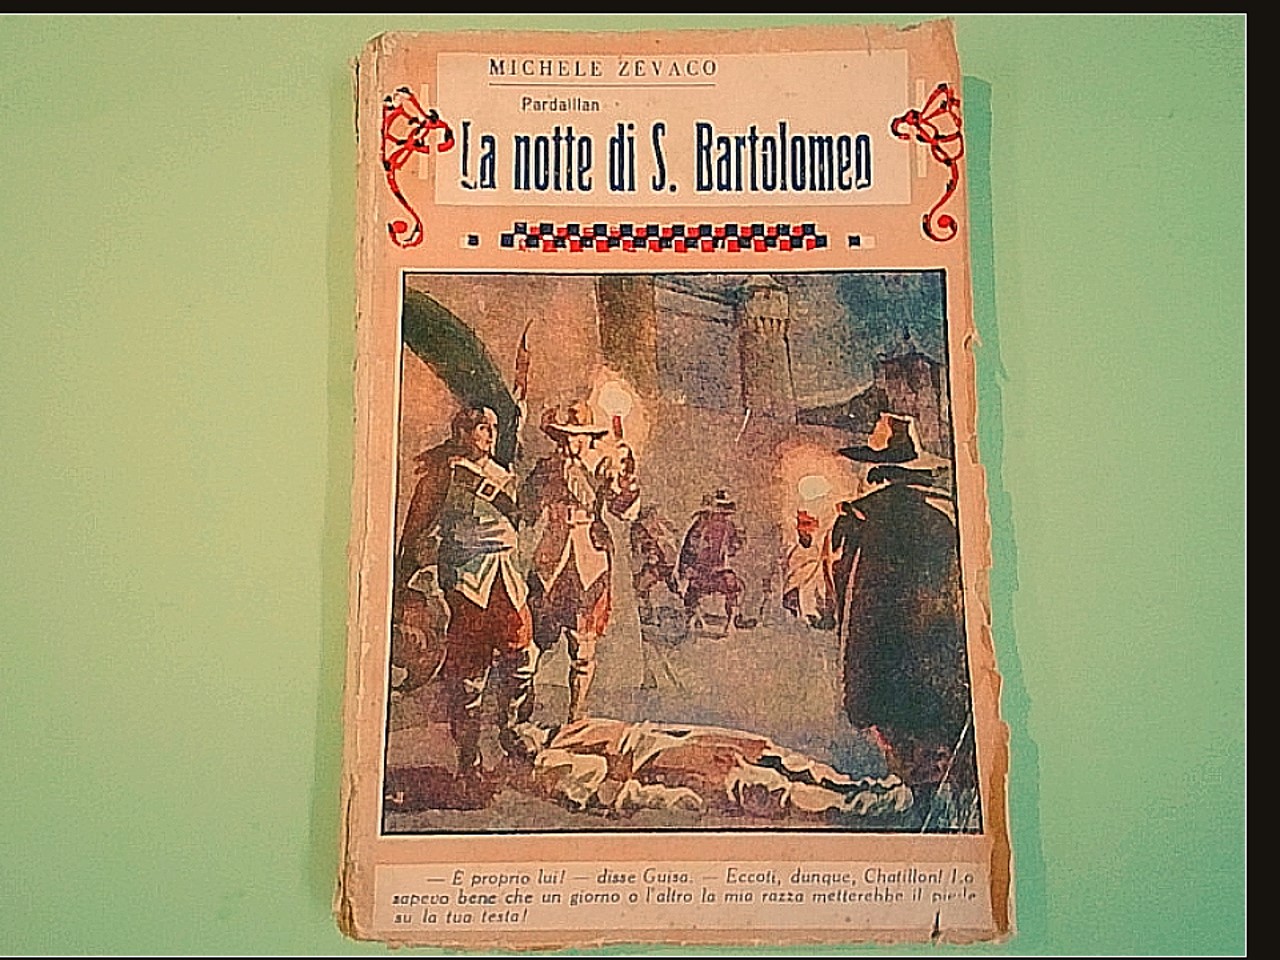 MICHELE ZEVACO
Pardaillan
La notte di S. Bartolomeo
— E proprio lui! — disse Guisa. — Eccoti, dunque, Chatillon! Lo
sapevo bene che un giorno o l'altro la mia razza metterebbe il piede
su la tua testa!